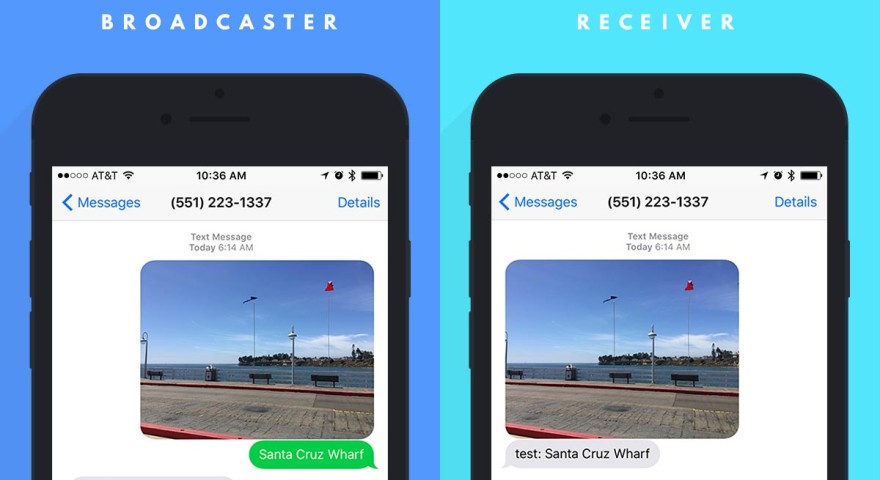 BROADCASTER
AT&T 10:36 AM
Messages (551) 223-1337 Details
Text Message
Today 6:14 AM
Santa Cruz Wharf
RECEIVER
AT&T 10:36 AM
Messages (551) 223-1337 Details
Text Message
Today 6:14 AM
test: Santa Cruz Wharf